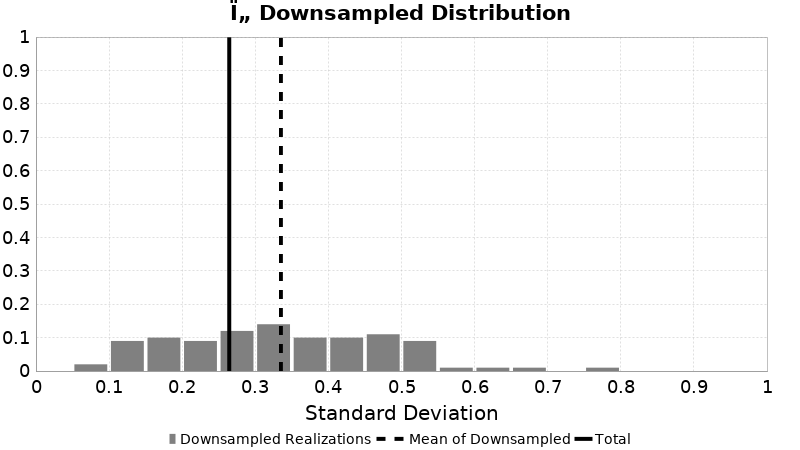 Ï„ Downsampled Distribution
1
0.9
0.8
0.7
0.6
0.5
0.4
0.3
0.2
0.1
0
0 0.1 0.2 0.3 0.4 0.5 0.6 0.7 0.8 0.9 1
Standard Deviation
Downsampled Realizations Mean of Downsampled Total